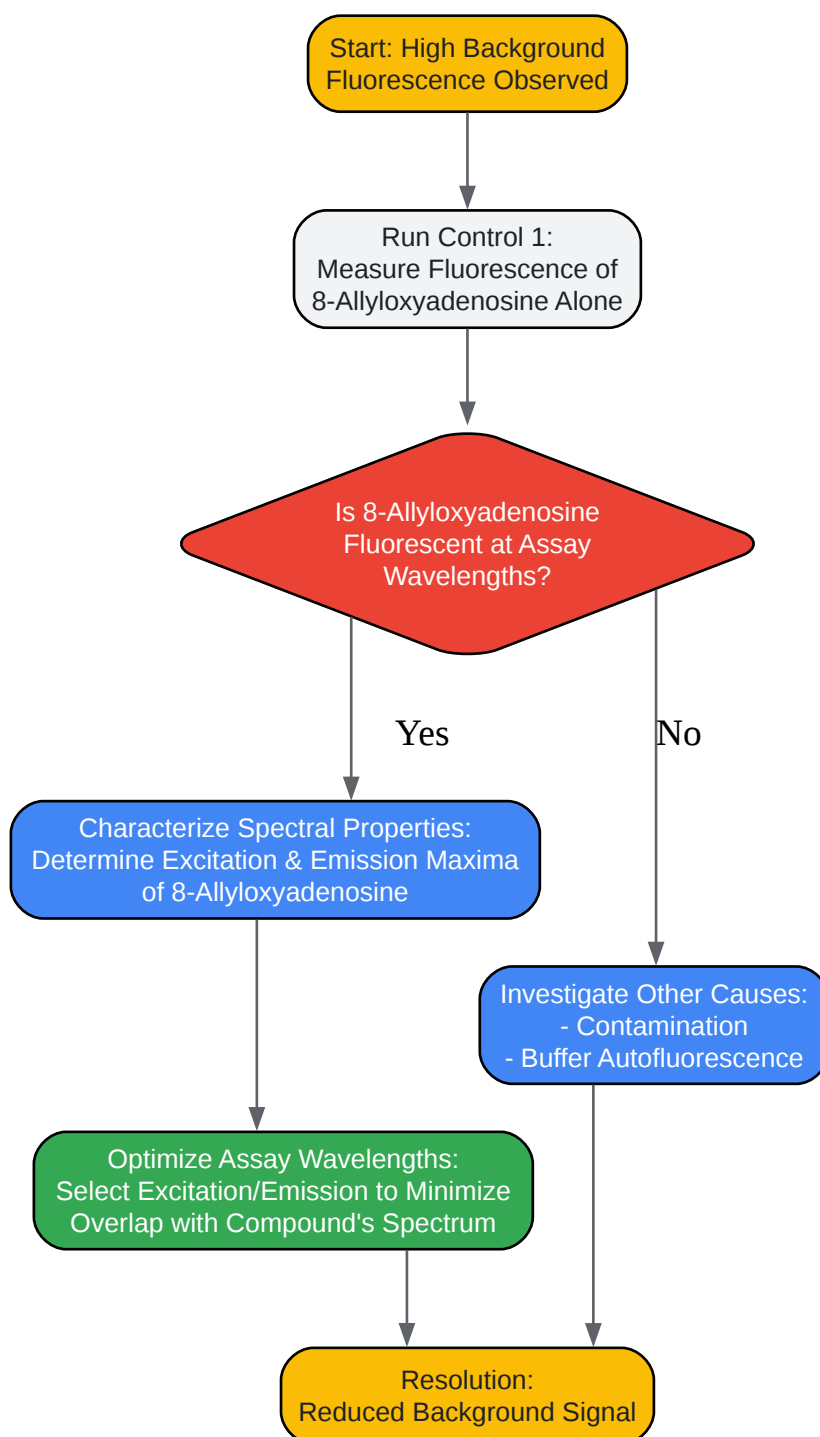 Start: High Background
Fluorescence Observed
Run Control 1:
Measure Fluorescence of
8-Allyloxyadenosine Alone
Is 8-Allyloxyadenosine
Fluorescent at Assay
Wavelengths?
Yes
No
Characterize Spectral Properties:
Determine Excitation & Emission Maxima
of 8-Allyloxyadenosine
Investigate Other Causes:
- Contamination
- Buffer Autofluorescence
Optimize Assay Wavelengths:
Select Excitation/Emission to Minimize
Overlap with Compound's Spectrum
Resolution:
Reduced Background Signal